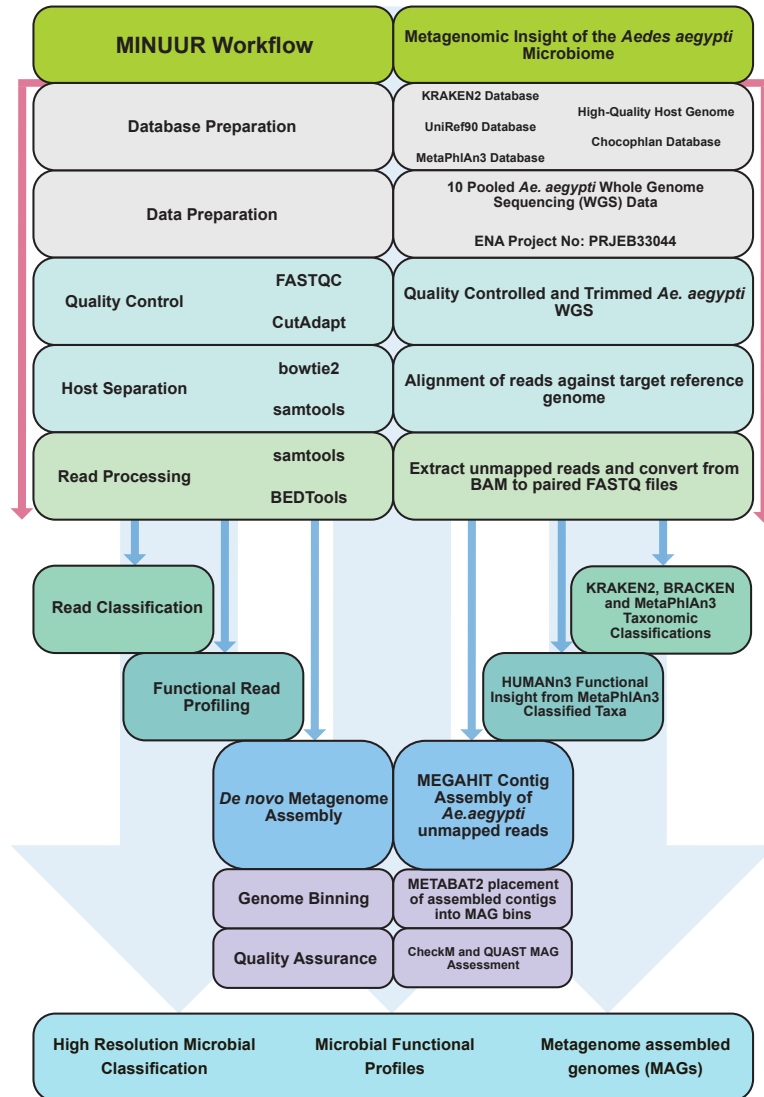 MINUUR Workflow
Metagenomic Insight of the Aedes aegypti
Microbiome
Database Preparation
KRAKEN2 Database
UniRef90 Database
MetaPhlAn3 Database
High-Quality Host Genome
Chocophlan Database
Data Preparation
10 Pooled Ae. aegypti Whole Genome
Sequencing (WGS) Data
ENA Project No: PRJEB33044
Quality Control
FASTQC
CutAdapt
Quality Controlled and Trimmed Ae. aegypti
WGS
Host Separation
bowtie2
samtools
Alignment of reads against target reference
genome
Read Processing
samtools
BEDTools
Extract unmapped reads and convert from
BAM to paired FASTQ files
Read Classification
KRAKEN2, BRACKEN
and MetaPhlAn3
Taxonomic
Classifications
Functional Read
Profiling
HUMANn3 Functional
Insight from MetaPhlAn3
Classified Taxa
De novo Metagenome
Assembly
MEGAHIT Contig
Assembly of
Ae.aegypti
unmapped reads
Genome Binning
METABAT2 placement
of assembled contigs
into MAG bins
Quality Assurance
CheckM and QUAST MAG
Assessment
High Resolution Microbial
Classification
Microbial Functional
Profiles
Metagenome assembled
genomes (MAGs)